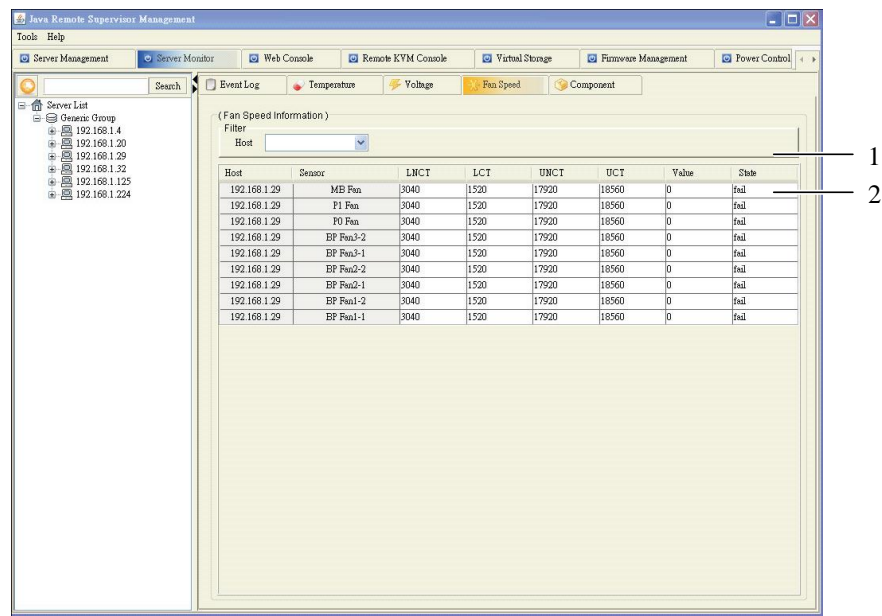 Java Remote Supervisor Management
Tools Help
Server Management Server Monitor Web Console Remote KVM Console Virtual Storage Firmware Management Power Control
Search Event Log Temperature Voltage Fan Speed Component
Server List
Generic Group
192.168.1.4
192.168.1.20
192.168.1.29
192.168.1.32
192.168.1.125
192.168.1.224
( Fan Speed Information )
Filter
Host
1
Host Sensor LNCT LCT UNCT UCT Value State
192.168.1.29 MB Fan 3040 1520 17920 18560 0 fail
2
192.168.1.29 P1 Fan 3040 1520 17920 18560 0 fail
192.168.1.29 P0 Fan 3040 1520 17920 18560 0 fail
192.168.1.29 BP Fan3-2 3040 1520 17920 18560 0 fail
192.168.1.29 BP Fan3-1 3040 1520 17920 18560 0 fail
192.168.1.29 BP Fan2-2 3040 1520 17920 18560 0 fail
192.168.1.29 BP Fan2-1 3040 1520 17920 18560 0 fail
192.168.1.29 BP Fan1-2 3040 1520 17920 18560 0 fail
192.168.1.29 BP Fan1-1 3040 1520 17920 18560 0 fail